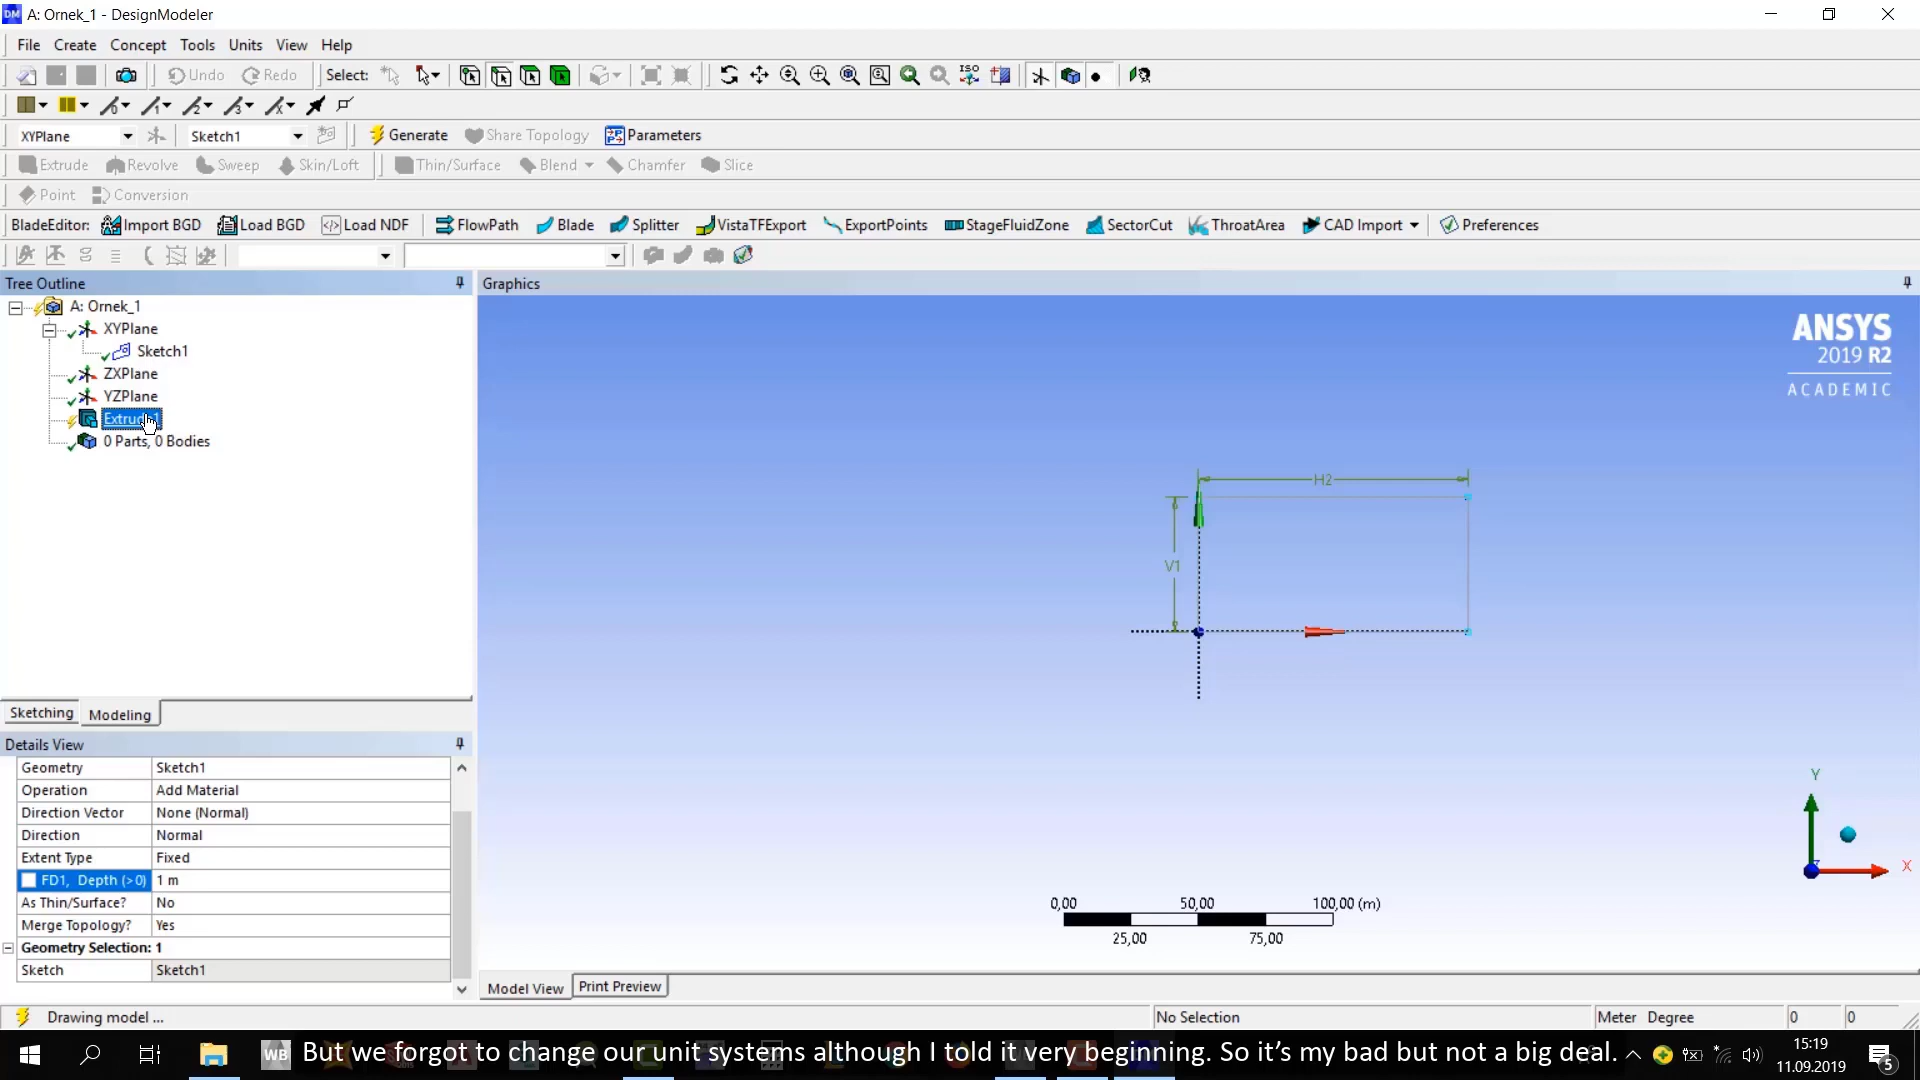 A: Ornek_1 - DesignModeler
File Create Concept Tools Units View Help
Undo Redo Select:
XYPlane Sketch1 Generate Share Topology Parameters
Extrude Revolve Sweep Skin/Loft Thin/Surface Blend Chamfer Slice
Point Conversion
BladeEditor: Import BGD Load BGD Load NDF FlowPath Blade Splitter VistaTFExport ExportPoints StageFluidZone SectorCut ThroatArea CAD Import Preferences
Tree Outline
Graphics
A: Ornek_1
XYPlane
Sketch1
ZXPlane
YZPlane
Extrude1
0 Parts, 0 Bodies
ANSYS
2019 R2
ACADEMIC
H2
V1
Sketching Modeling
Details View
Geometry Sketch1
Operation Add Material
Direction Vector None (Normal)
Direction Normal
Extent Type Fixed
FD1, Depth (>0) 1 m
As Thin/Surface? No
Merge Topology? Yes
Geometry Selection: 1
Sketch Sketch1
Y
X
0,00 50,00 100,00 (m)
25,00 75,00
Model View Print Preview
Drawing model ... No Selection Meter Degree 0 0
But we forgot to change our unit systems although I told it very beginning. So it's my bad but not a big deal.
WB
15:19
11.09.2019
5